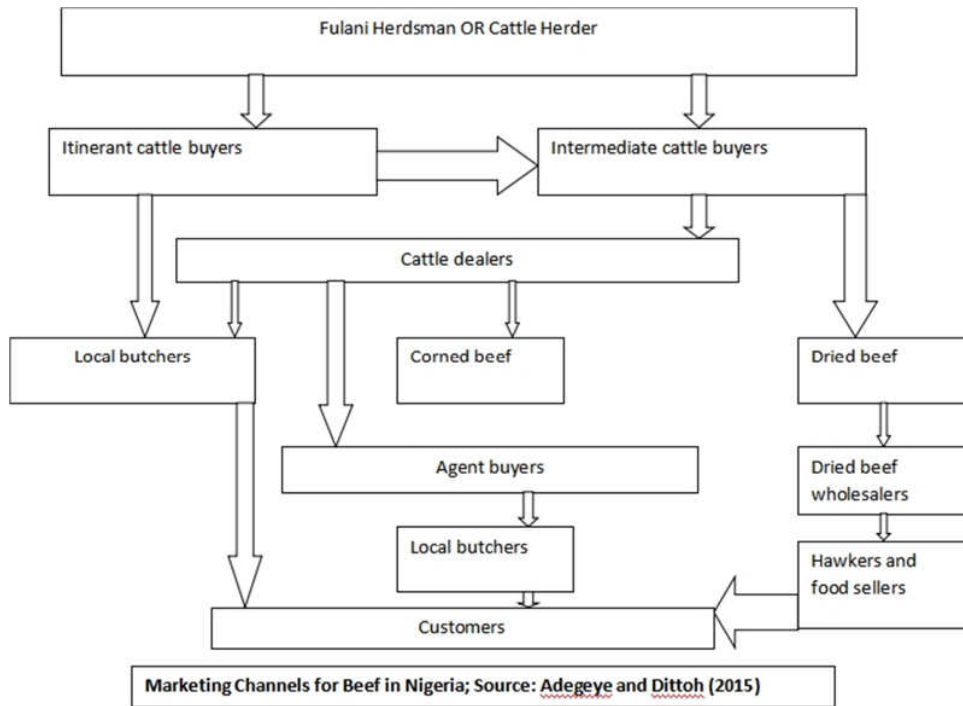 Fulani Herdsman OR Cattle Herder
Itinerant cattle buyers
Intermediate cattle buyers
Cattle dealers
Local butchers
Corned beef
Dried beef
Agent buyers
Dried beef
wholesalers
Local butchers
Hawkers and
food sellers
Customers
Marketing Channels for Beef in Nigeria; Source: Adegeye and Dittoh (2015)